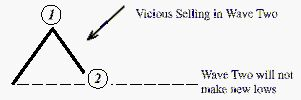 1
Vicious Selling in Wave Two
2
Wave Two will not
make new lows